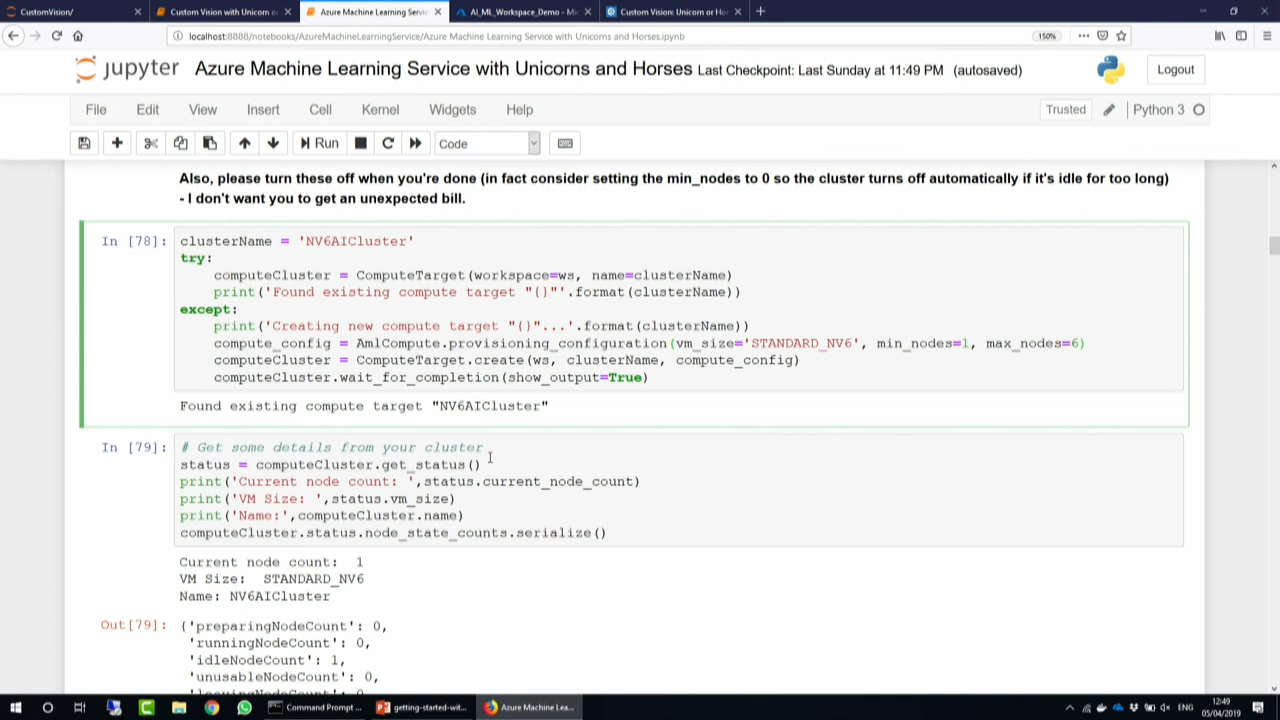 CustomVision/
Custom Vision with Unicorn or
Azure Machine Learning Servic
AI_ML_Workspace_Demo - Mic
Custom Vision: Unicorn or Ho
localhost:8888/notebooks/AzureMachineLearningService/Azure Machine Learning Service with Unicorns and Horses.ipynb
150%
jupyter Azure Machine Learning Service with Unicorns and Horses Last Checkpoint: Last Sunday at 11:49 PM (autosaved)
Logout
File Edit View Insert Cell Kernel Widgets Help
Trusted Python 3
Run Code
Also, please turn these off when you're done (in fact consider setting the min_nodes to 0 so the cluster turns off automatically if it's idle for too long)
- I don't want you to get an unexpected bill.
In [78]: clusterName = 'NV6AICluster'
try:
computeCluster = ComputeTarget(workspace=ws, name=clusterName)
print('Found existing compute target "{}"'.format(clusterName))
except:
print('Creating new compute target "{}"...'.format(clusterName))
compute_config = AmlCompute.provisioning_configuration(vm_size='STANDARD_NV6', min_nodes=1, max_nodes=6)
computeCluster = ComputeTarget.create(ws, clusterName, compute_config)
computeCluster.wait_for_completion(show_output=True)
Found existing compute target "NV6AICluster"
In [79]: # Get some details from your cluster
status = computeCluster.get_status()
print('Current node count: ',status.current_node_count)
print('VM Size: ',status.vm_size)
print('Name:',computeCluster.name)
computeCluster.status.node_state_counts.serialize()
Current node count:  1
VM Size:  STANDARD_NV6
Name: NV6AICluster
Out[79]: {'preparingNodeCount': 0,
'runningNodeCount': 0,
'idleNodeCount': 1,
'unusableNodeCount': 0,
'leavingNodeCount': 0
Command Prompt ...
getting-started-wit...
Azure Machine Lea...
ENG
12:49
05/04/2019